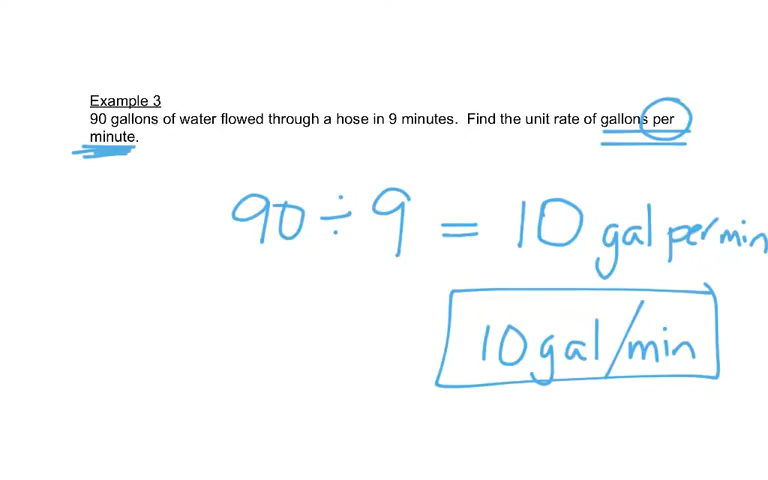 Example 3
90 gallons of water flowed through a hose in 9 minutes. Find the unit rate of gallons per
minute.
90 ÷ 9 = 10 gal per min
10 gal/min